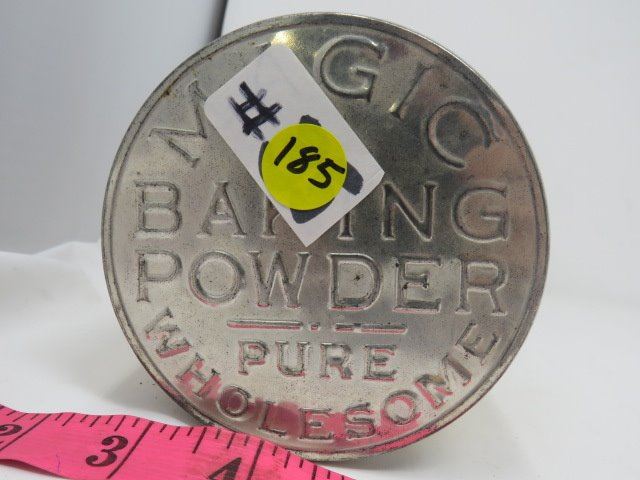 MAGIC
#
185
BAKING
POWDER
PURE
WHOLESOME
2 3 4